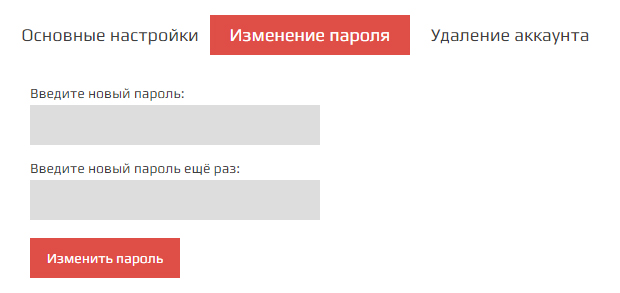 Основные настройки Изменение пароля Удаление аккаунта
Введите новый пароль:
Введите новый пароль ещё раз:
Изменить пароль